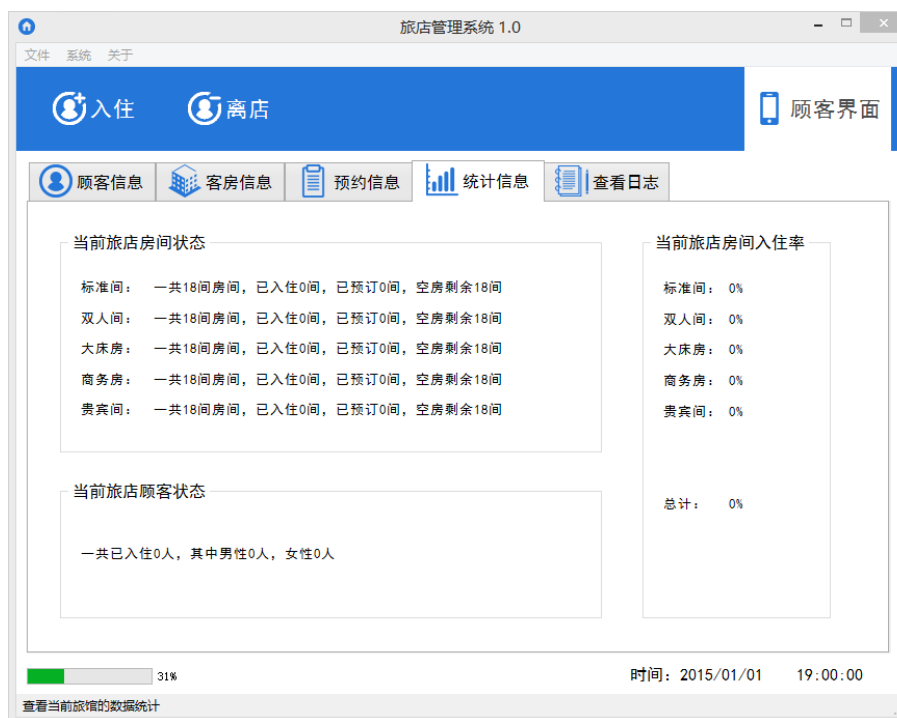 旅店管理系统 1.0
文件 系统 关于
入住 离店 顾客界面
顾客信息 客房信息 预约信息 统计信息 查看日志
当前旅店房间状态
标准间： 一共18间房间，已入住0间，已预订0间，空房剩余18间
双人间： 一共18间房间，已入住0间，已预订0间，空房剩余18间
大床房： 一共18间房间，已入住0间，已预订0间，空房剩余18间
商务房： 一共18间房间，已入住0间，已预订0间，空房剩余18间
贵宾间： 一共18间房间，已入住0间，已预订0间，空房剩余18间
当前旅店房间入住率
标准间： 0%
双人间： 0%
大床房： 0%
商务房： 0%
贵宾间： 0%
总计： 0%
当前旅店顾客状态
一共已入住0人，其中男性0人，女性0人
31%
时间：2015/01/01 19:00:00
查看当前旅馆的数据统计